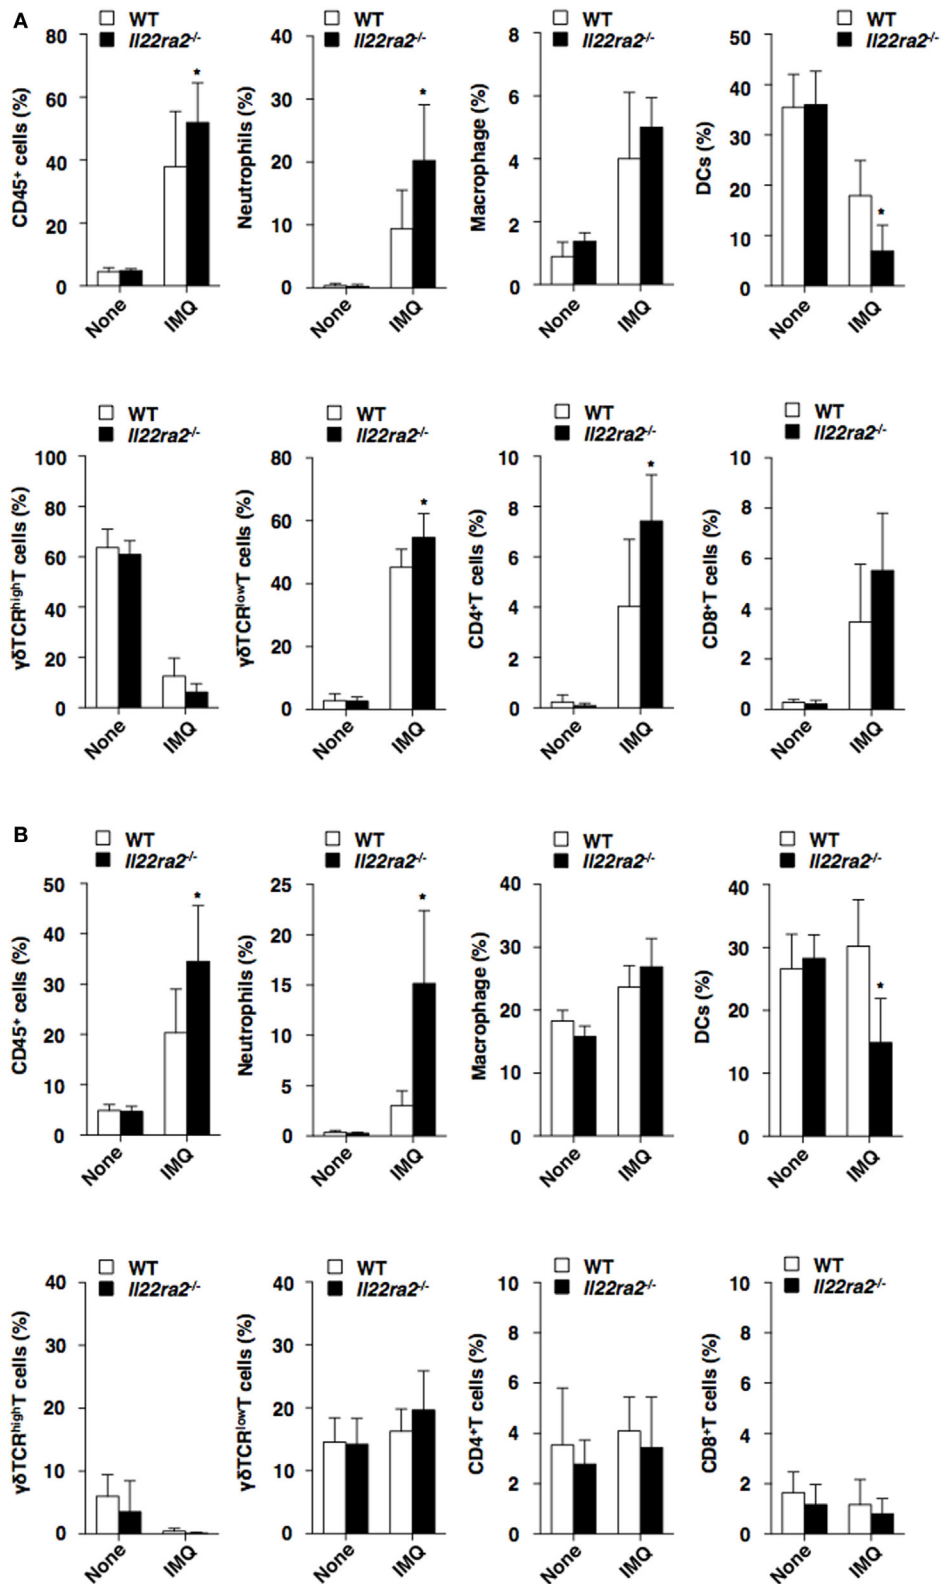 A
WT
Il22ra2-/-
CD45+ cells (%)
80
60
40
20
0
None
IMQ
*
WT
Il22ra2-/-
Neutrophils (%)
40
30
20
10
0
None
IMQ
*
WT
Il22ra2-/-
Macrophage (%)
8
6
4
2
0
None
IMQ
WT
Il22ra2-/-
DCs (%)
50
40
30
20
10
0
None
IMQ
*
WT
Il22ra2-/-
γδTCRhighT cells (%)
100
80
60
40
20
0
None
IMQ
WT
Il22ra2-/-
γδTCRlowT cells (%)
80
60
40
20
0
None
IMQ
*
WT
Il22ra2-/-
CD4+T cells (%)
10
8
6
4
2
0
None
IMQ
*
WT
Il22ra2-/-
CD8+T cells (%)
10
8
6
4
2
0
None
IMQ
B
WT
Il22ra2-/-
CD45+ cells (%)
50
40
30
20
10
0
None
IMQ
*
WT
Il22ra2-/-
Neutrophils (%)
25
20
15
10
5
0
None
IMQ
*
WT
Il22ra2-/-
Macrophage (%)
40
30
20
10
0
None
IMQ
WT
Il22ra2-/-
DCs (%)
40
30
20
10
0
None
IMQ
*
WT
Il22ra2-/-
γδTCRhighT cells (%)
40
30
20
10
0
None
IMQ
WT
Il22ra2-/-
γδTCRlowT cells (%)
40
30
20
10
0
None
IMQ
WT
Il22ra2-/-
CD4+T cells (%)
10
8
6
4
2
0
None
IMQ
WT
Il22ra2-/-
CD8+T cells (%)
10
8
6
4
2
0
None
IMQ